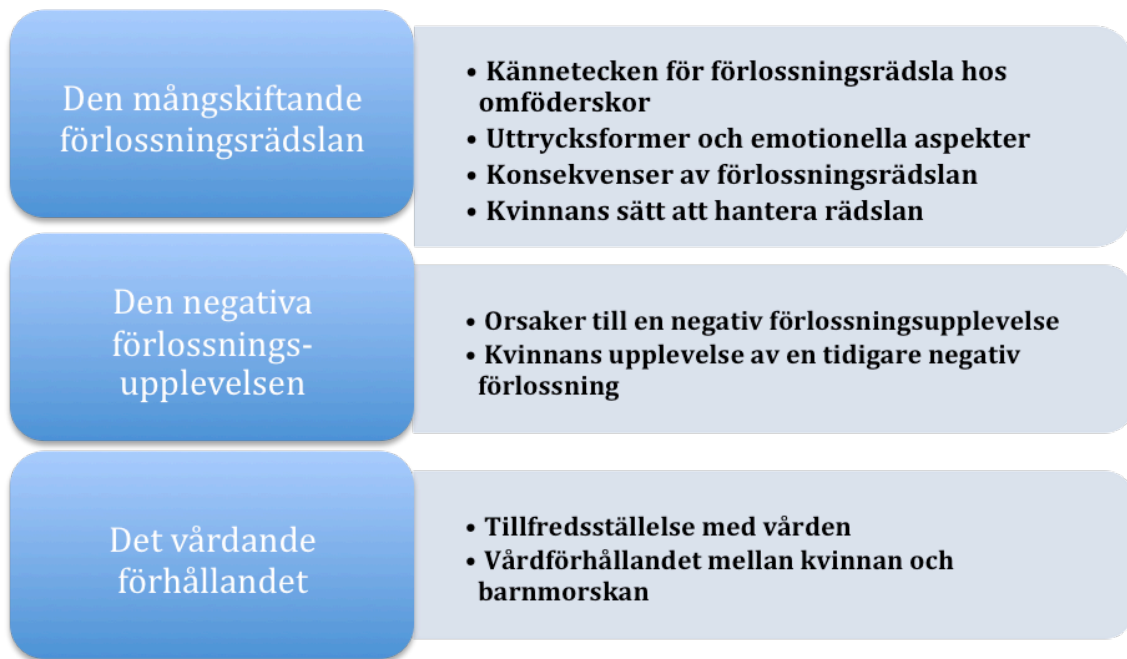 Den mångskiftande
förlossningsrädslan
• Kännetecken för förlossningsrädsla hos
omföderskor
• Uttrycksformer och emotionella aspekter
• Konsekvenser av förlossningsrädslan
• Kvinnans sätt att hantera rädslan
Den negativa
förlossnings-
upplevelsen
• Orsaker till en negativ förlossningsupplevelse
• Kvinnans upplevelse av en tidigare negativ
förlossning
Det vårdande
förhållandet
• Tillfredsställelse med vården
• Vårdförhållandet mellan kvinnan och
barnmorskan